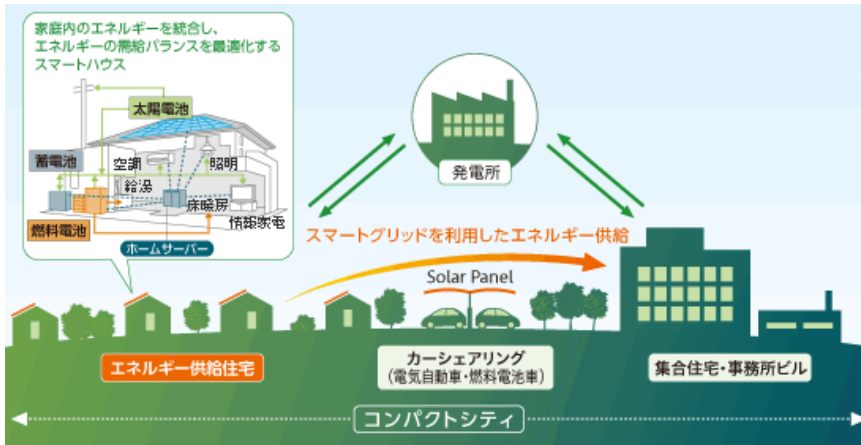 家庭内のエネルギーを統合し、
エネルギーの需給バランスを最適化する
スマートハウス
太陽電池
蓄電池
空調
照明
給湯
床暖房
情報家電
燃料電池
ホームサーバー
発電所
スマートグリッドを利用したエネルギー供給
Solar Panel
エネルギー供給住宅
カーシェアリング
(電気自動車・燃料電池車)
集合住宅・事務所ビル
コンパクトシティ